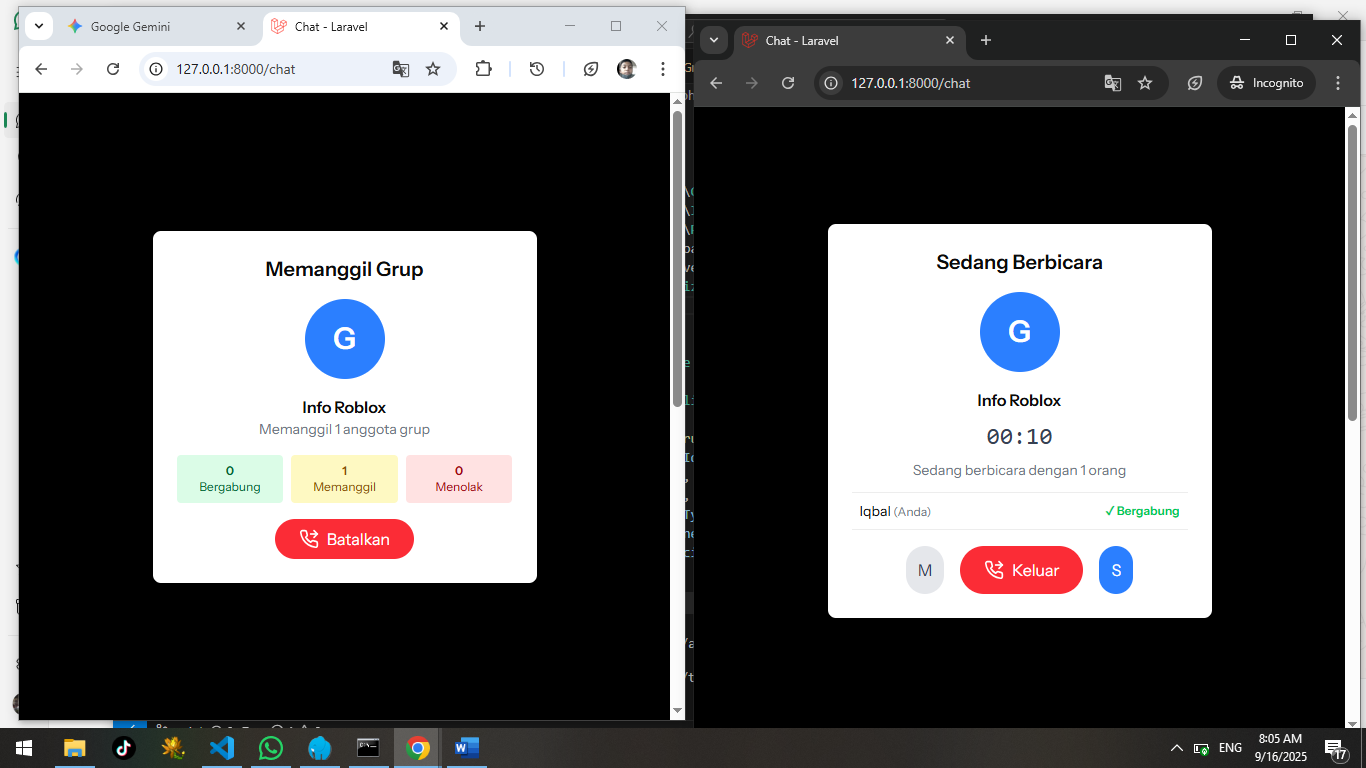 Google Gemini
Chat - Laravel
127.0.0.1:8000/chat
Memanggil Grup
G
Info Roblox
Memanggil 1 anggota grup
0
Bergabung
1
Memanggil
0
Menolak
Batalkan
Chat - Laravel
127.0.0.1:8000/chat
Incognito
Sedang Berbicara
G
Info Roblox
00:10
Sedang berbicara dengan 1 orang
Iqbal (Anda)
✓ Bergabung
M
Keluar
S
ENG
8:05 AM
9/16/2025
17